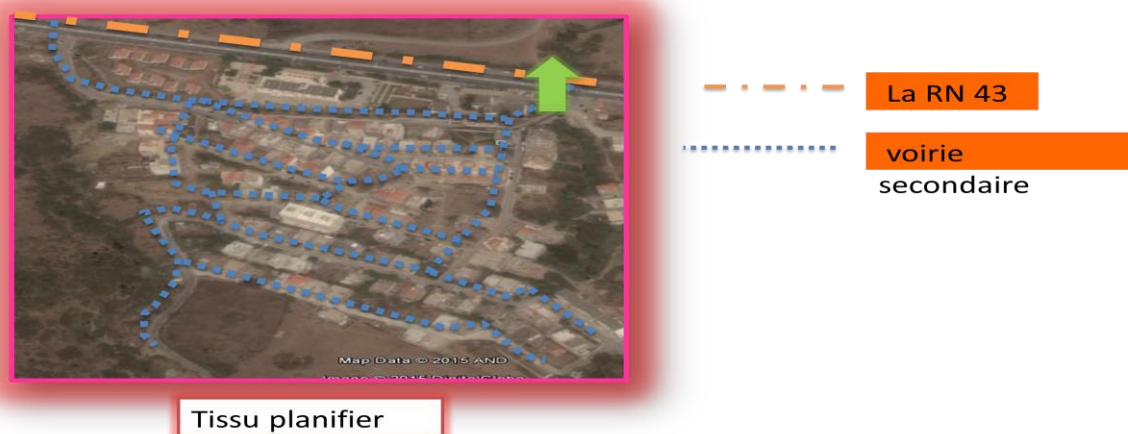 La RN 43
voirie
secondaire
Map Data © 2015 AND
Tissu planifier